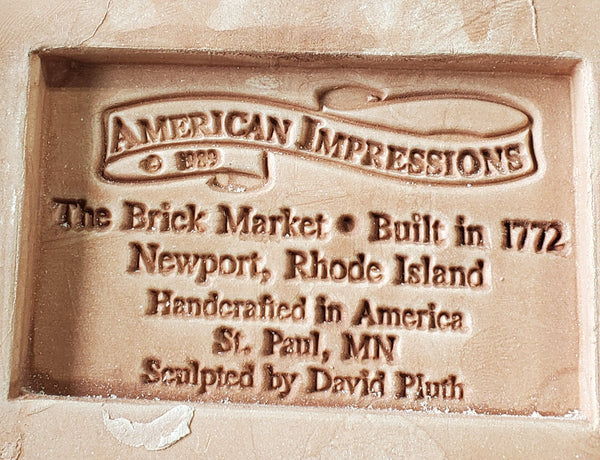 AMERICAN IMPRESSIONS
© 1989
The Brick Market • Built in 1772
Newport, Rhode Island
Handcrafted in America
St. Paul, MN
Sculpted by David Pluth